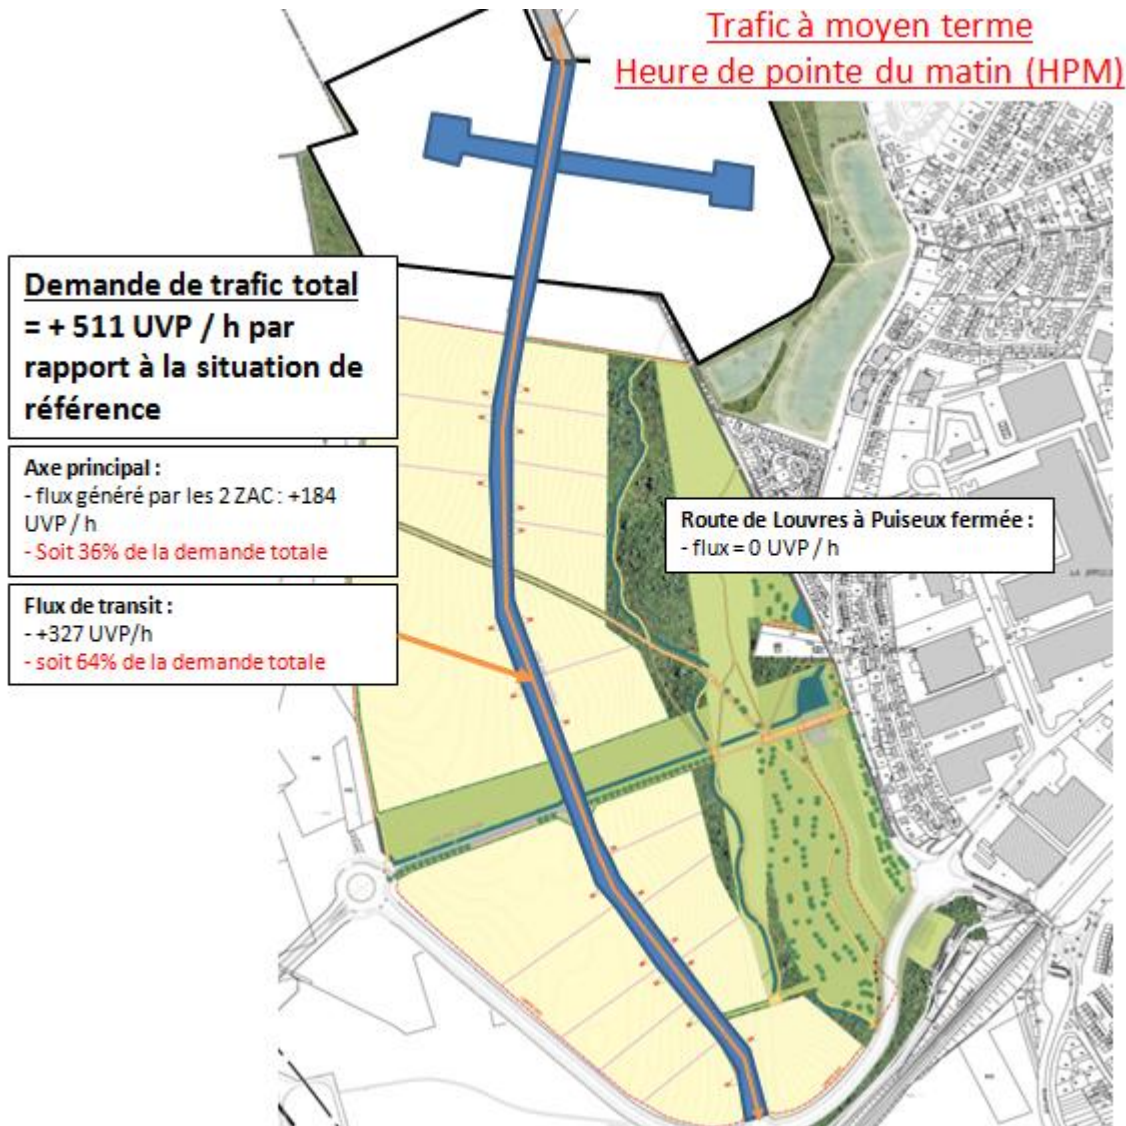 Trafic à moyen terme
Heure de pointe du matin (HPM)
Demande de trafic total
= + 511 UVP / h par
rapport à la situation de
référence
Axe principal :
- flux généré par les 2 ZAC : +184
UVP / h
- Soit 36% de la demande totale
Route de Louvres à Puiseux fermée :
- flux = 0 UVP / h
Flux de transit :
- +327 UVP/h
- soit 64% de la demande totale